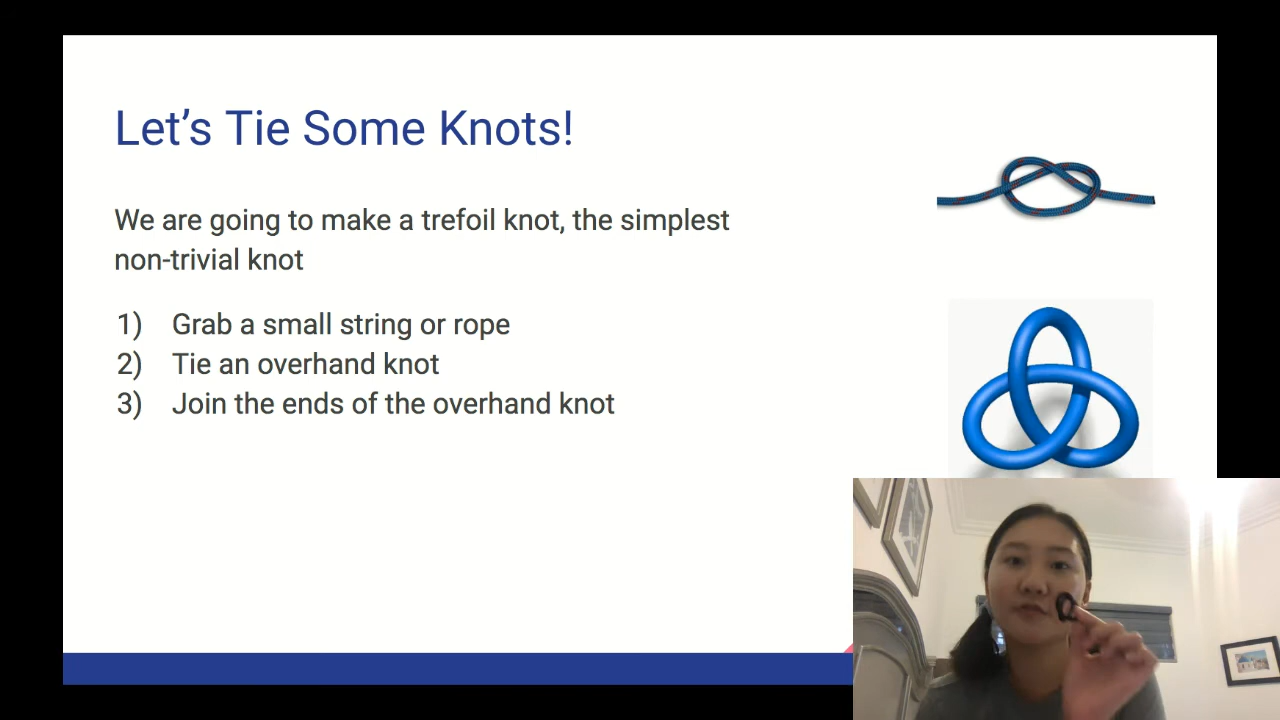 Let's Tie Some Knots!
We are going to make a trefoil knot, the simplest
non-trivial knot
1) Grab a small string or rope
2) Tie an overhand knot
3) Join the ends of the overhand knot